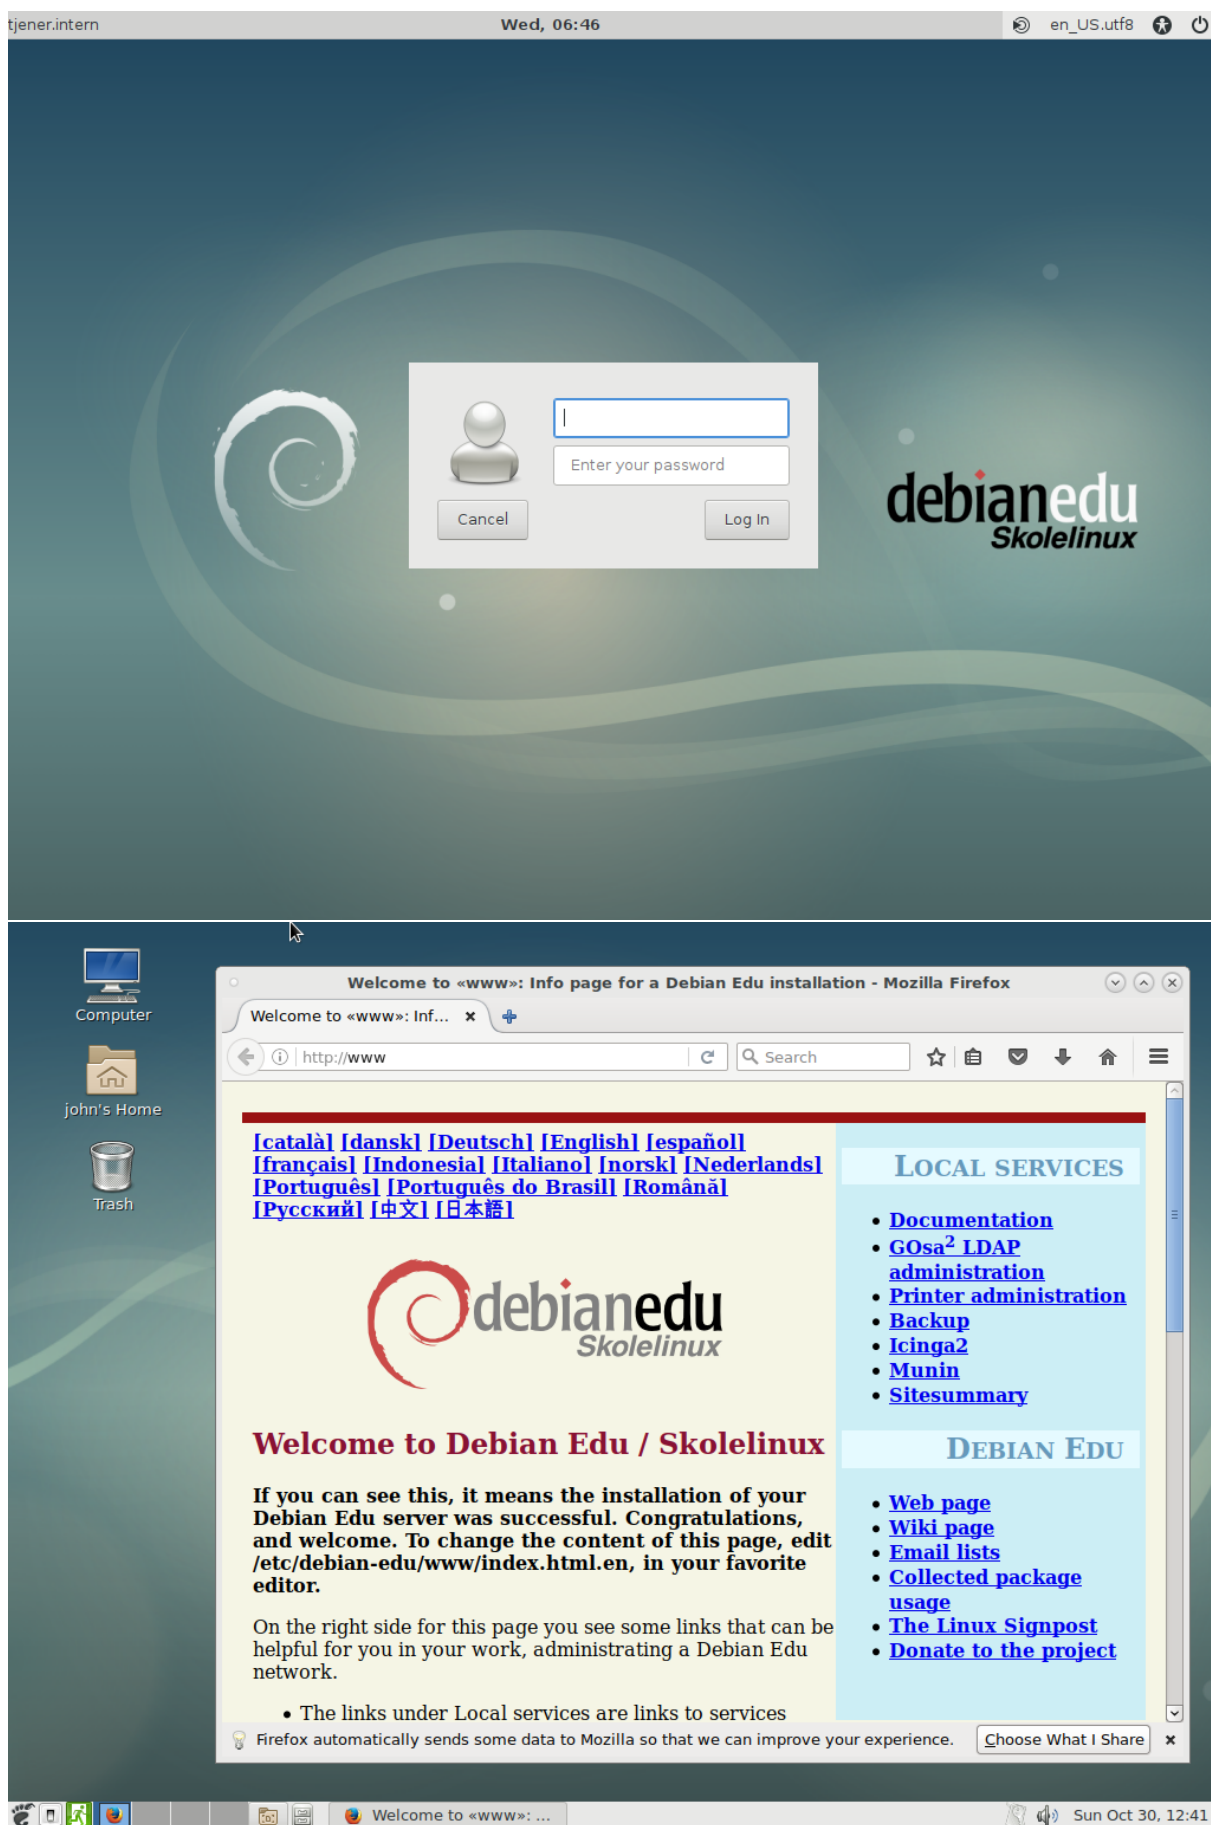 tjener.intern
Wed, 06:46
en_US.utf8
Enter your password
Cancel
Log In
debianedu
Skolelinux
Computer
john's Home
Trash
Welcome to «www»: Info page for a Debian Edu installation - Mozilla Firefox
Welcome to «www»: Inf...
http://www
Search
[català] [dansk] [Deutsch] [English] [español]
[français] [Indonesia] [Italiano] [norsk] [Nederlands]
[Português] [Português do Brasil] [Română]
[Русский] [中文] [日本語]
debianedu
Skolelinux
Welcome to Debian Edu / Skolelinux
If you can see this, it means the installation of your
Debian Edu server was successful. Congratulations,
and welcome. To change the content of this page, edit
/etc/debian-edu/www/index.html.en, in your favorite
editor.
On the right side for this page you see some links that can be
helpful for you in your work, administrating a Debian Edu
network.
• The links under Local services are links to services
Local services
• Documentation
• GOsa² LDAP
administration
• Printer administration
• Backup
• Icinga2
• Munin
• Sitesummary
Debian Edu
• Web page
• Wiki page
• Email lists
• Collected package
usage
• The Linux Signpost
• Donate to the project
Firefox automatically sends some data to Mozilla so that we can improve your experience.
Choose What I Share
Welcome to «www»: ...
Sun Oct 30, 12:41